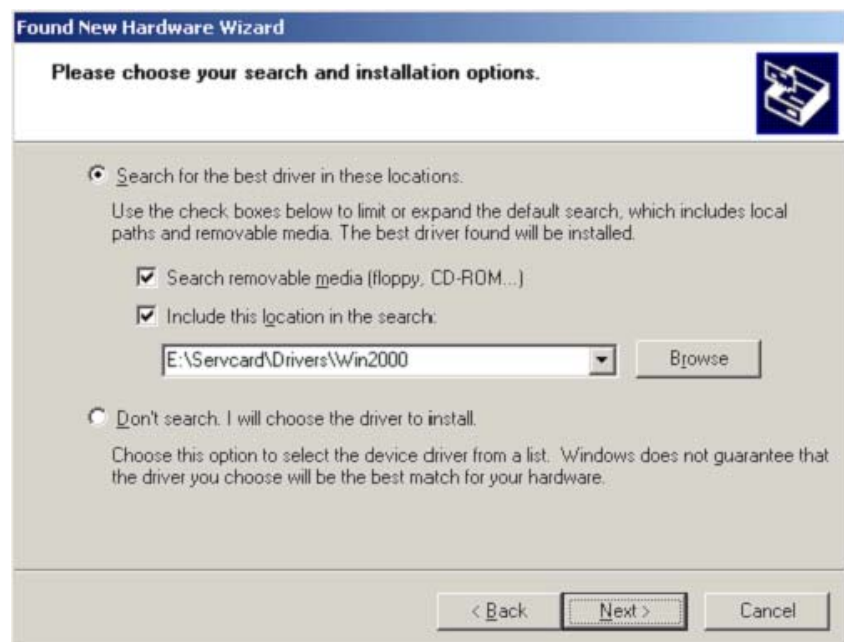 Found New Hardware Wizard
Please choose your search and installation options.
Search for the best driver in these locations.
Use the check boxes below to limit or expand the default search, which includes local
paths and removable media. The best driver found will be installed.
Search removable media (floppy, CD-ROM...)
Include this location in the search:
E:\Servcard\Drivers\Win2000
Browse
Don't search. I will choose the driver to install.
Choose this option to select the device driver from a list. Windows does not guarantee that
the driver you choose will be the best match for your hardware.
< Back
Next >
Cancel